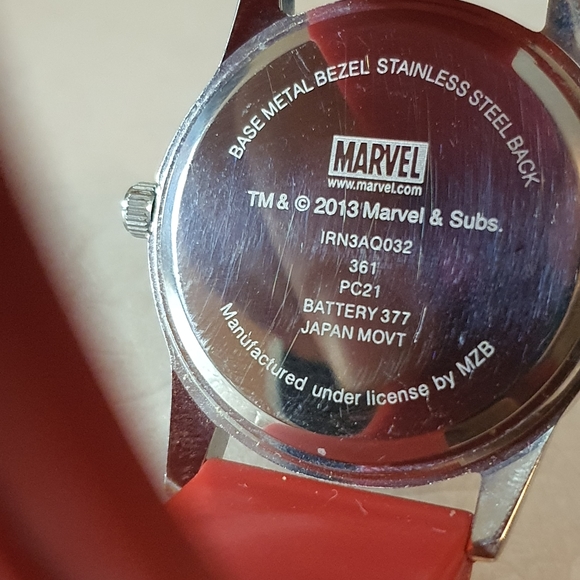 BASE METAL BEZEL STAINLESS STEEL BACK
MARVEL
www.marvel.com
TM & © 2013 Marvel & Subs.
IRN3AQ032
361
PC21
BATTERY 377
JAPAN MOVT
Manufactured under license by MZB